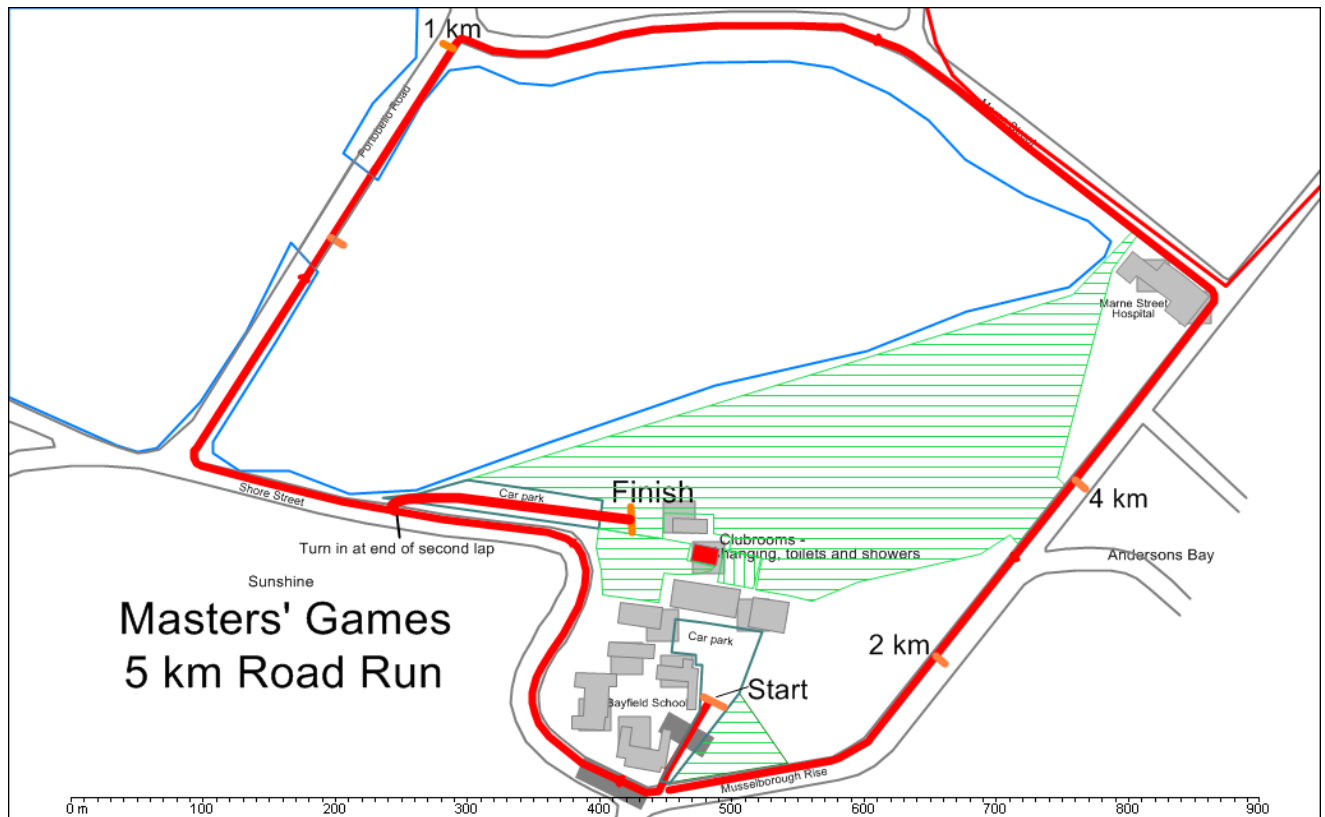 1 km
Portobello Road
Marne Street
Marne Street
Hospital
Shore Street
Car park
Finish
4 km
Turn in at end of second lap
Clubrooms -
changing, toilets and showers
Andersons Bay
Sunshine
Masters' Games
5 km Road Run
Car park
2 km
Start
Bayfield School
Musselborough Rise
0 m 100 200 300 400 500 600 700 800 900